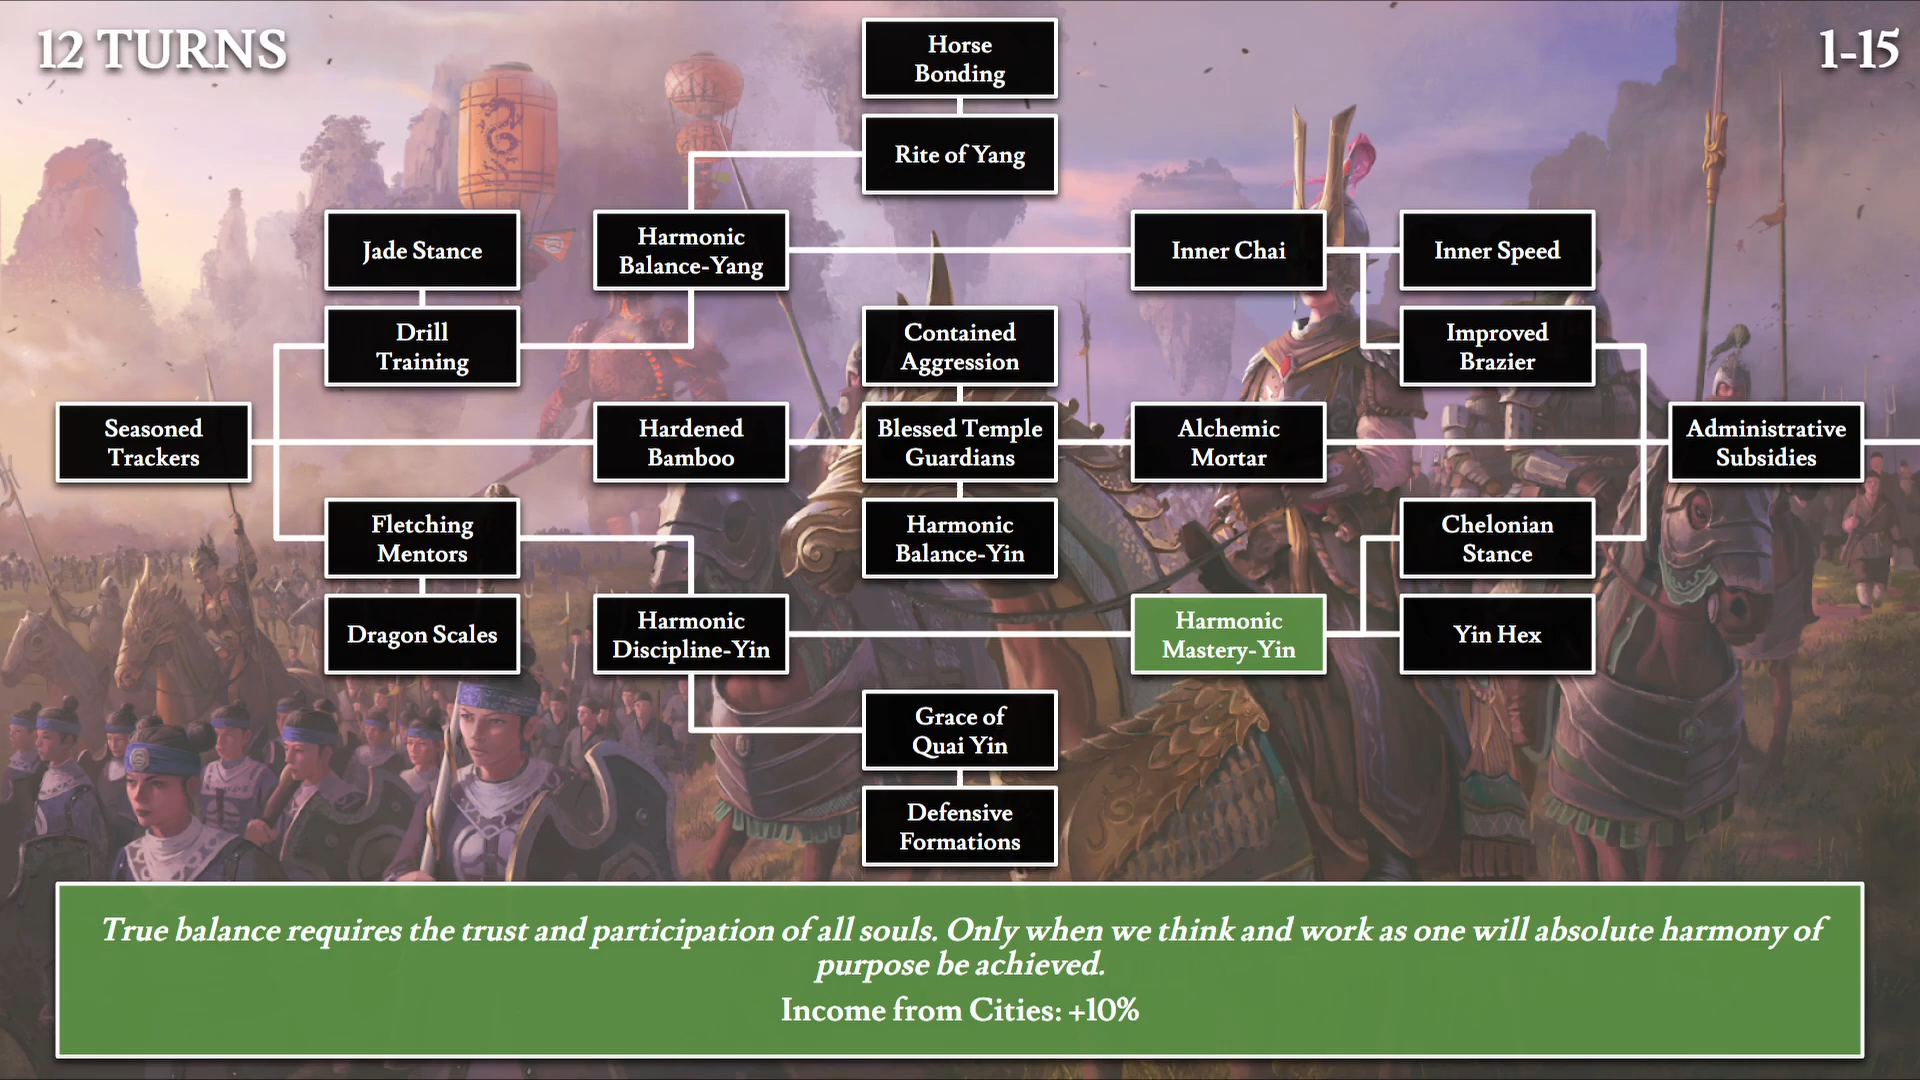 12 TURNS
1-15
Horse
Bonding
Rite of Yang
Jade Stance
Harmonic
Balance-Yang
Inner Chai
Inner Speed
Drill
Training
Contained
Aggression
Improved
Brazier
Seasoned
Trackers
Hardened
Bamboo
Blessed Temple
Guardians
Alchemic
Mortar
Administrative
Subsidies
Fletching
Mentors
Harmonic
Balance-Yin
Chelonian
Stance
Dragon Scales
Harmonic
Discipline-Yin
Harmonic
Mastery-Yin
Yin Hex
Grace of
Quai Yin
Defensive
Formations
True balance requires the trust and participation of all souls. Only when we think and work as one will absolute harmony of
purpose be achieved.
Income from Cities: +10%